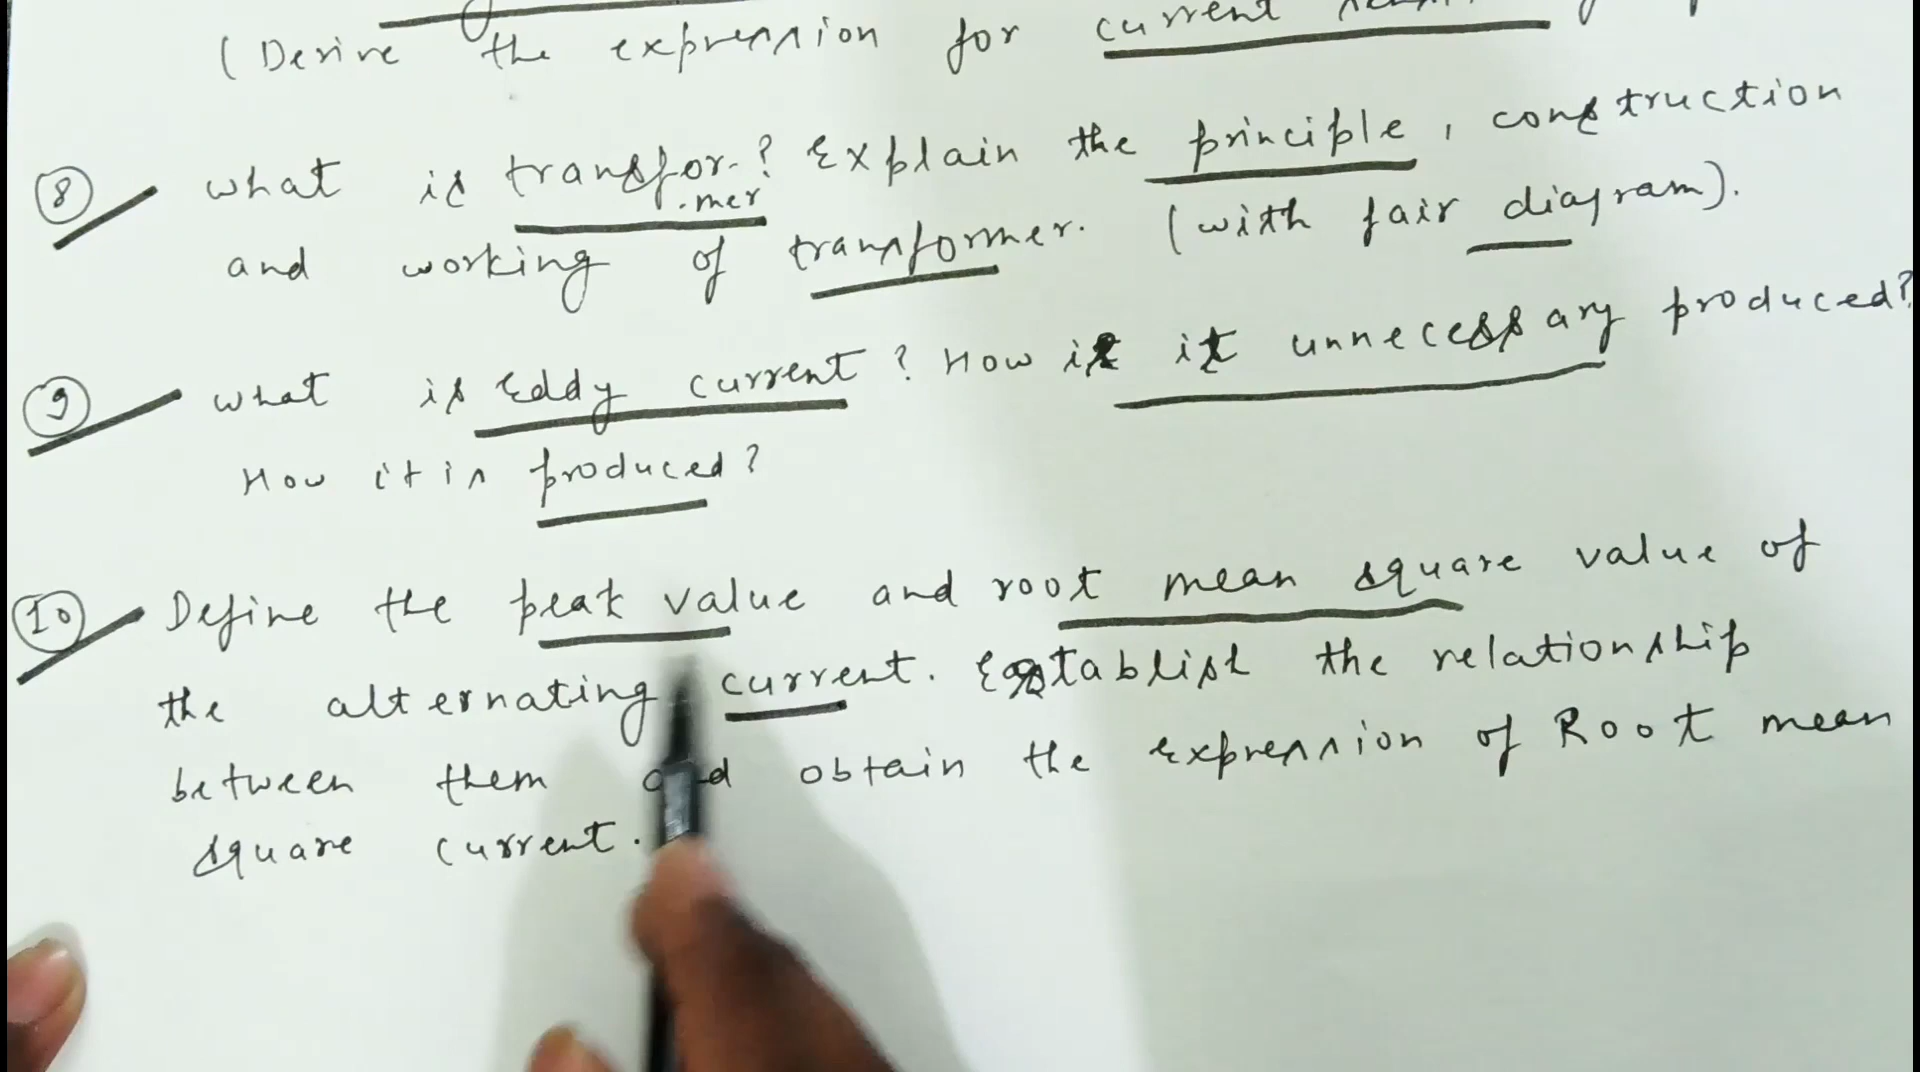 (Derive the expression for current
⑧ what is transfor-
.mer ? Explain the principle, construction
and working of transformer. (with fair diagram).
⑨ what is Eddy current ? How is it unnecessary produced?
How it is produced?
⑩ Define the peak value and root mean square value of
the alternating current. Establish the relationship
between them and obtain the expression of Root mean
square current.